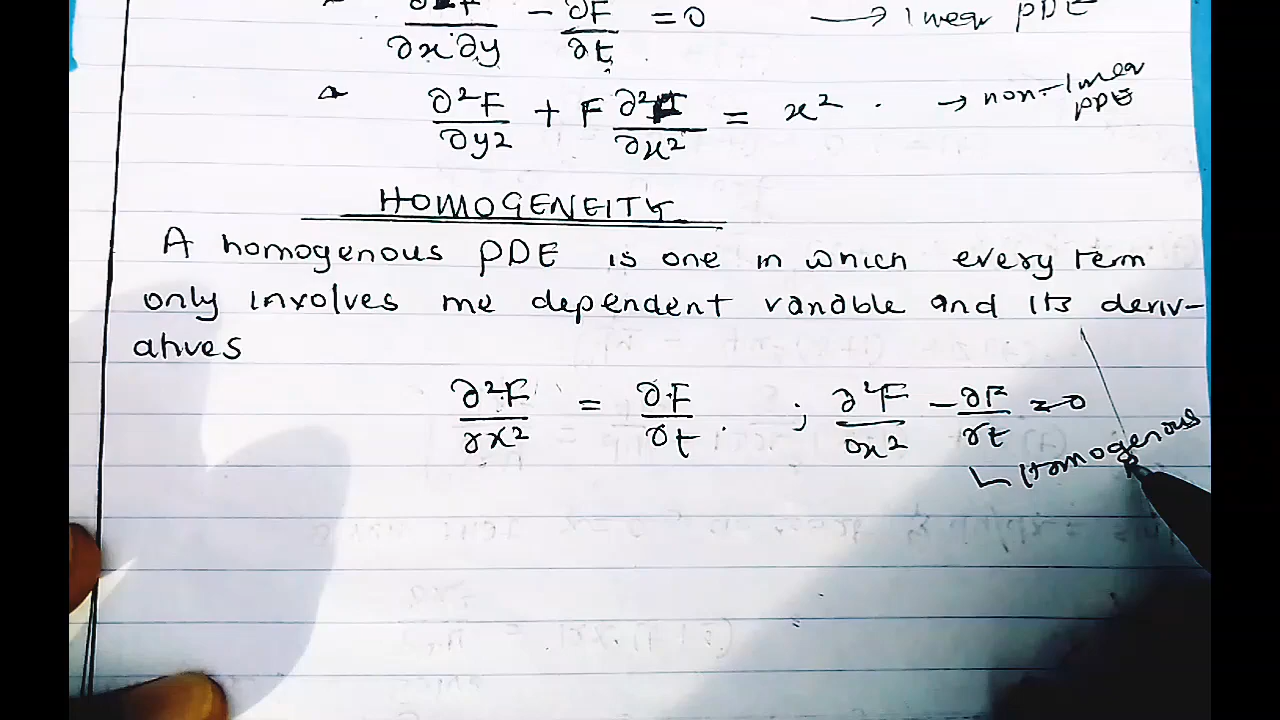 ∂²F/∂x∂y − ∂F/∂t = 0 → linear PDE
∂²F/∂y² + F ∂²F/∂x² = x². → non-linear PDE
HOMOGENEITY
A homogenous PDE is one in which every term
only involves the dependent variable and its deriv-
atives
∂²F/∂x² = ∂F/∂t. ; ∂²F/∂x² − ∂F/∂t = 0
Homogenous